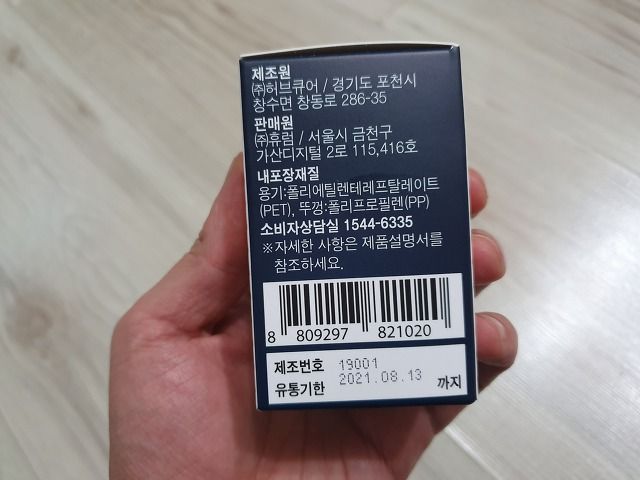 제조원
㈜허브큐어 / 경기도 포천시
창수면 창동로 286-35
판매원
㈜휴럼 / 서울시 금천구
가산디지털 2로 115,416호
내포장재질
용기:폴리에틸렌테레프탈레이트
(PET), 뚜껑:폴리프로필렌(PP)
소비자상담실 1544-6335
※자세한 사항은 제품설명서를
참조하세요.
8 809297 821020
제조번호 19001
유통기한 2021.08.13 까지